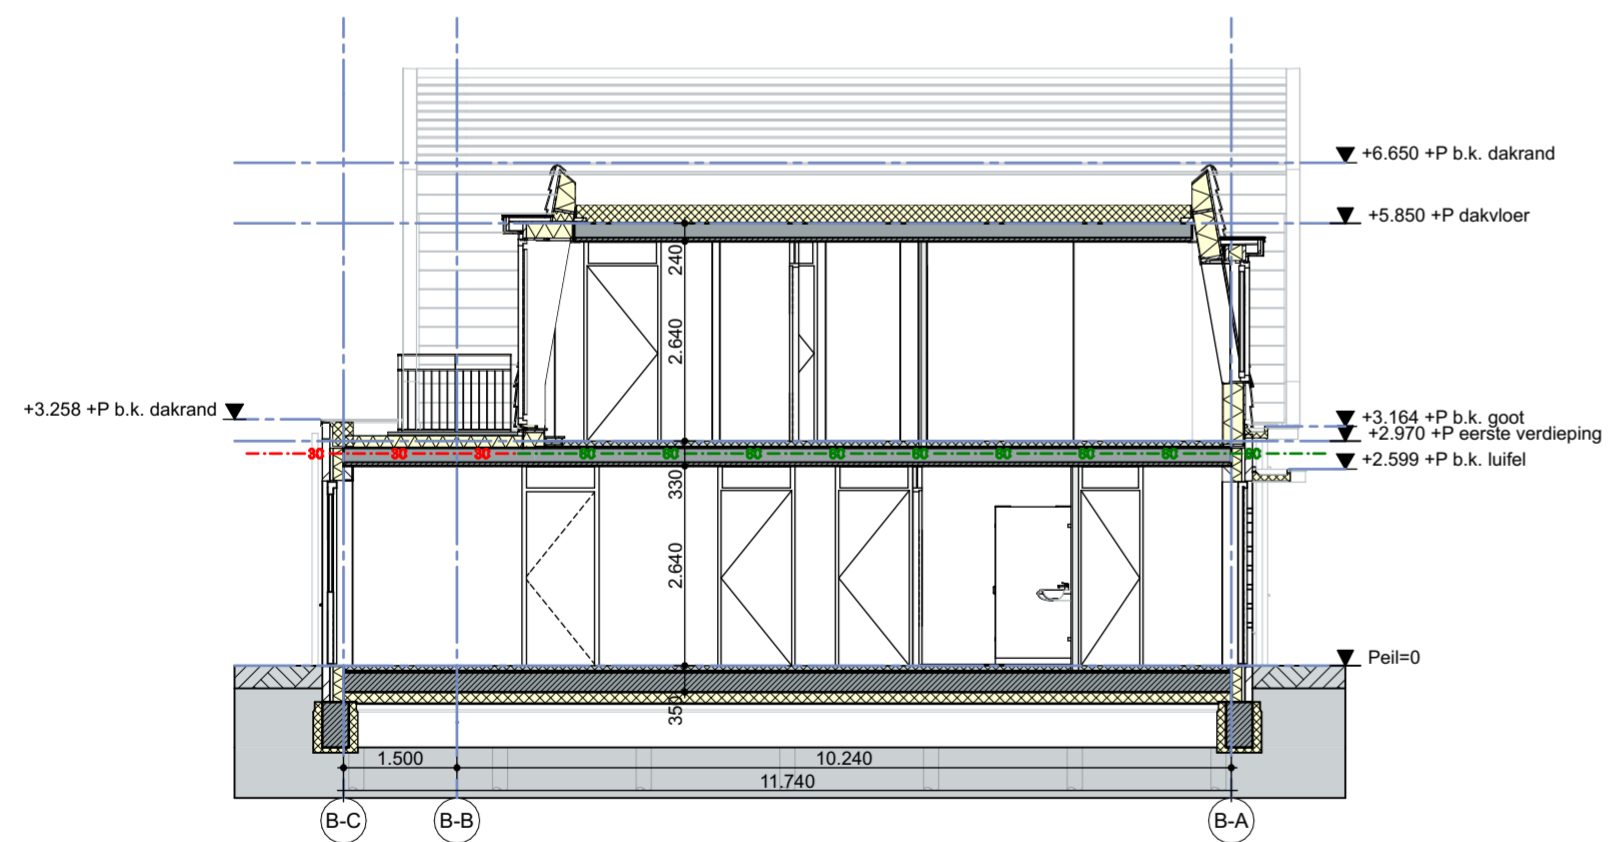 +6.650 +P b.k. dakrand
+5.850 +P dakvloer
240
2.640
+3.258 +P b.k. dakrand
+3.164 +P b.k. goot
+2.970 +P eerste verdieping
30 30 30 60 60 60 60 60 60 60 60 60
+2.599 +P b.k. luifel
330
2.640
Peil=0
350
1.500 10.240
11.740
B-C B-B B-A